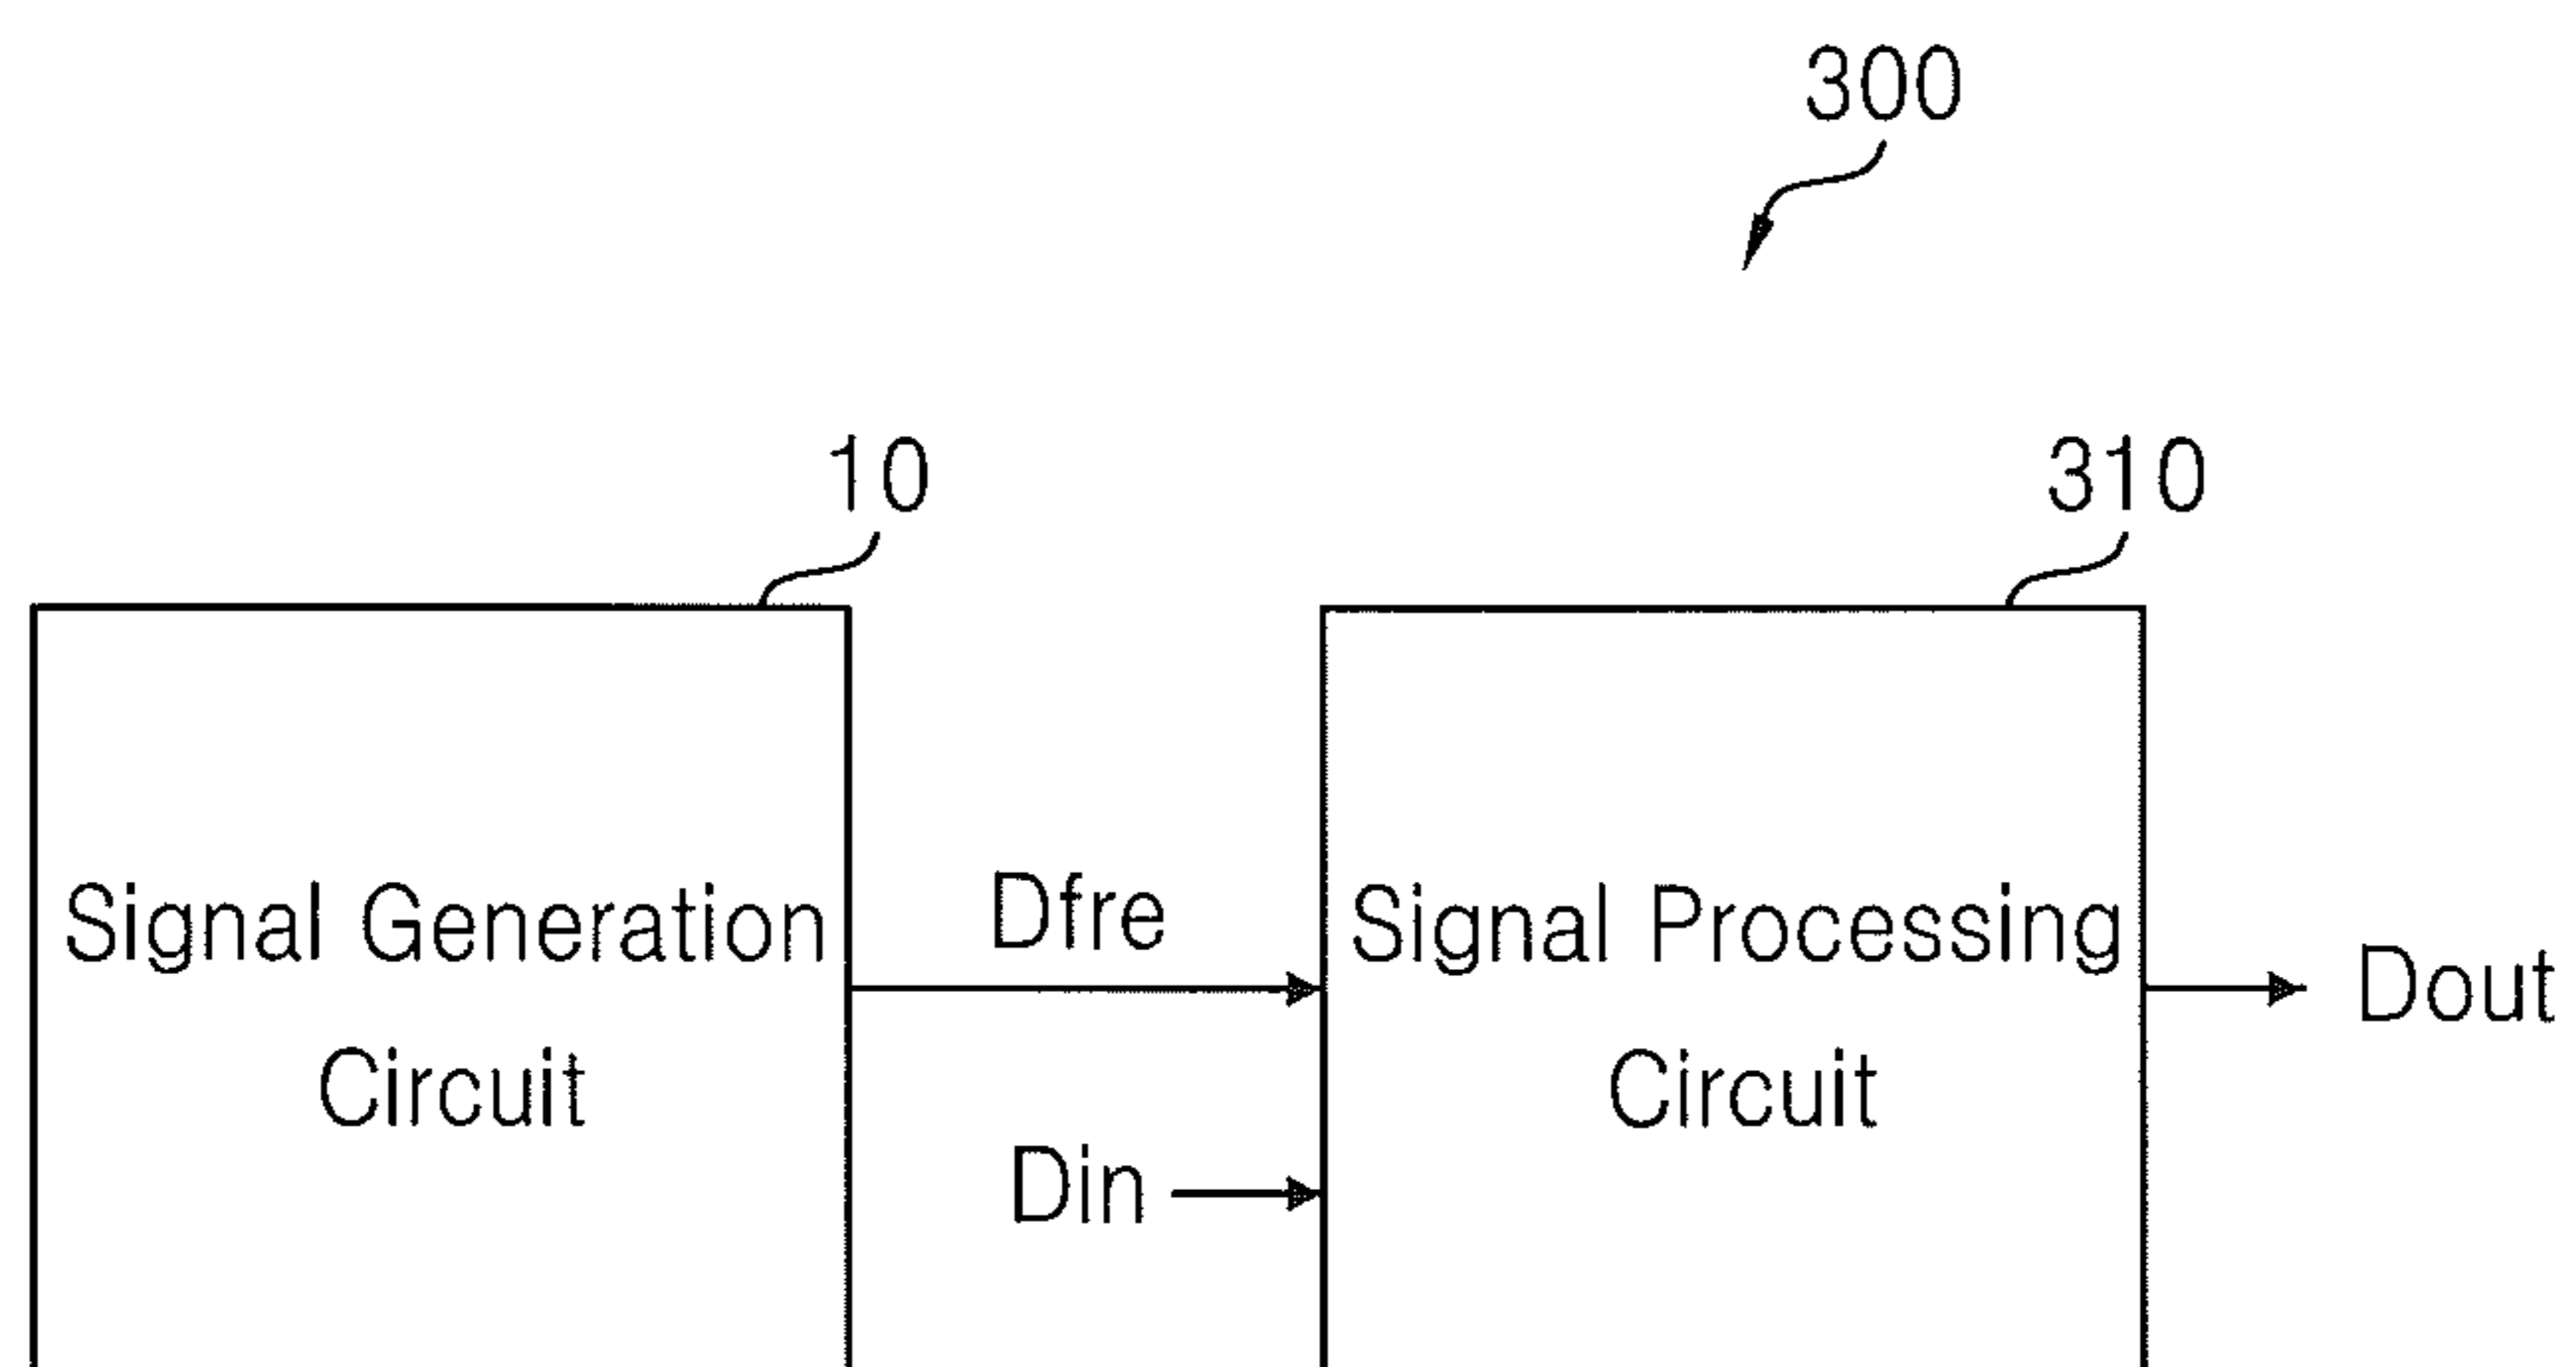 300
10
310
Signal Generation
Circuit
Dfre
Din
Signal Processing
Circuit
Dout